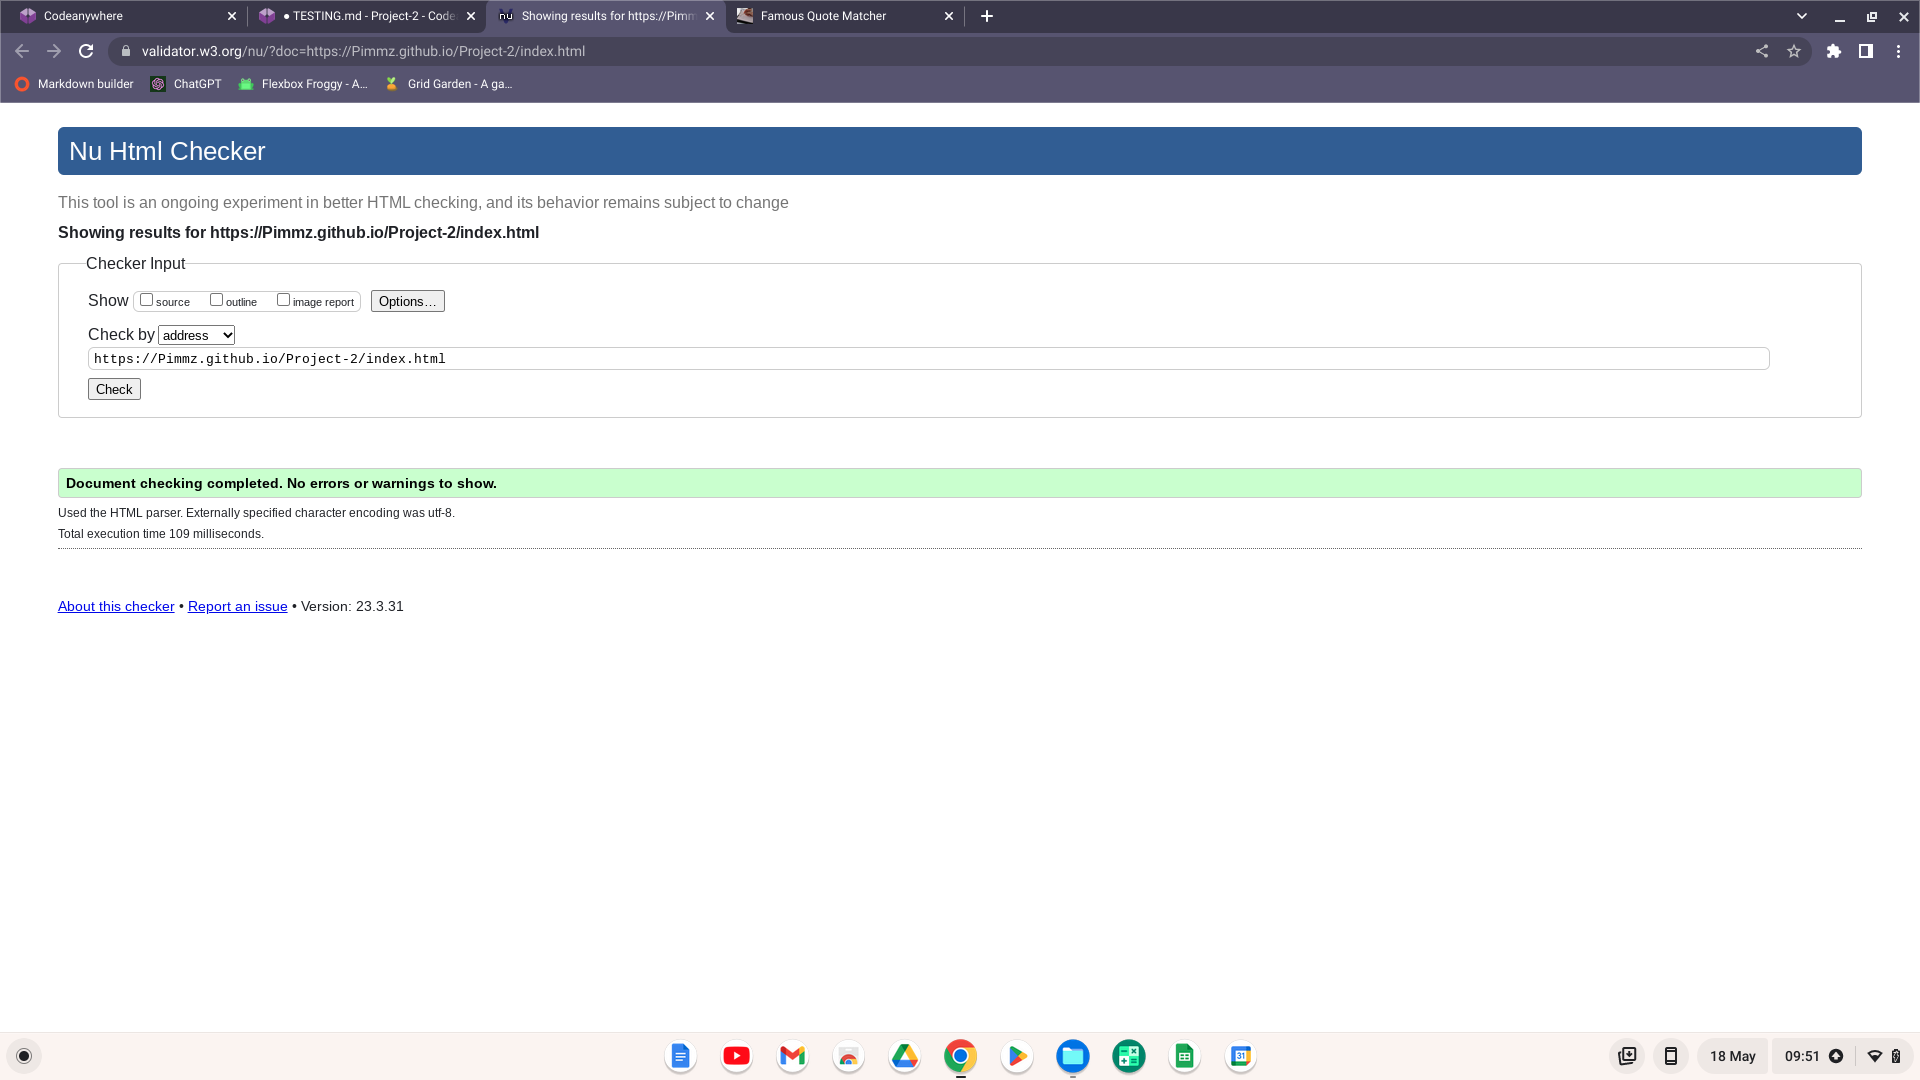 Codeanywhere
● TESTING.md - Project-2 - Code
Showing results for https://Pimm
Famous Quote Matcher
validator.w3.org/nu/?doc=https://Pimmz.github.io/Project-2/index.html
Markdown builder
ChatGPT
Flexbox Froggy - A...
Grid Garden - A ga...
Nu Html Checker
This tool is an ongoing experiment in better HTML checking, and its behavior remains subject to change
Showing results for https://Pimmz.github.io/Project-2/index.html
Checker Input
Show source outline image report Options...
Check by address
https://Pimmz.github.io/Project-2/index.html
Check
Document checking completed. No errors or warnings to show.
Used the HTML parser. Externally specified character encoding was utf-8.
Total execution time 109 milliseconds.
About this checker • Report an issue • Version: 23.3.31
31
18 May
09:51